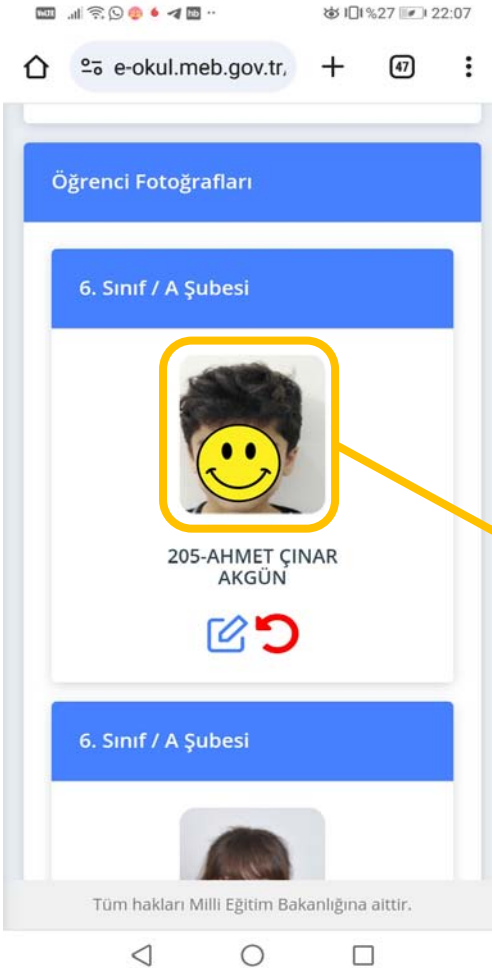 %27 22:07
e-okul.meb.gov.tr, 47
Öğrenci Fotoğrafları
6. Sınıf / A Şubesi
205-AHMET ÇINAR
AKGÜN
6. Sınıf / A Şubesi
Tüm hakları Milli Eğitim Bakanlığına aittir.